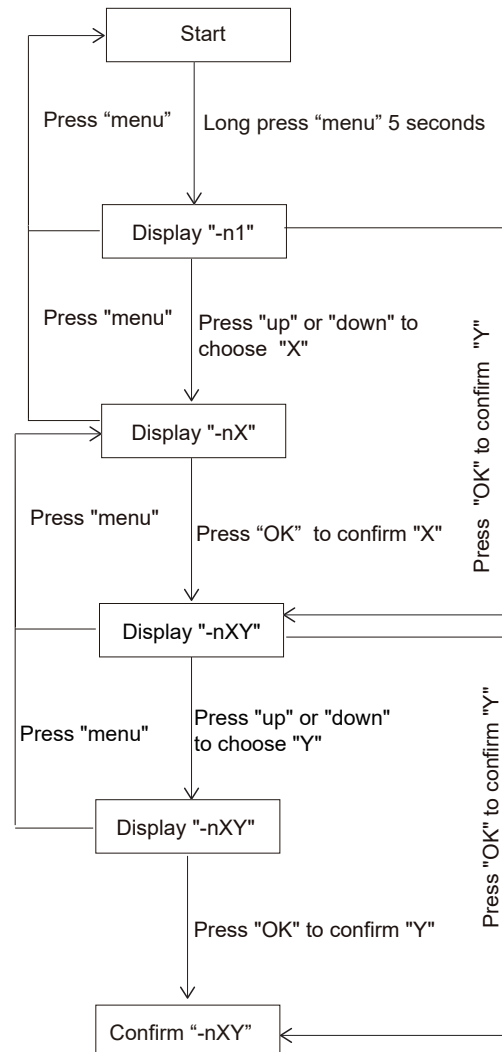 Start
Press “menu”
Long press “menu” 5 seconds
Display "-n1"
Press "menu"
Press "up" or "down" to
choose "X"
Press "OK" to confirm "Y"
Display "-nX"
Press "menu"
Press “OK” to confirm "X"
Display "-nXY"
Press "menu"
Press "up" or "down"
to choose "Y"
Press "OK" to confirm "Y"
Display "-nXY"
Press "OK" to confirm "Y"
Confirm “-nXY”